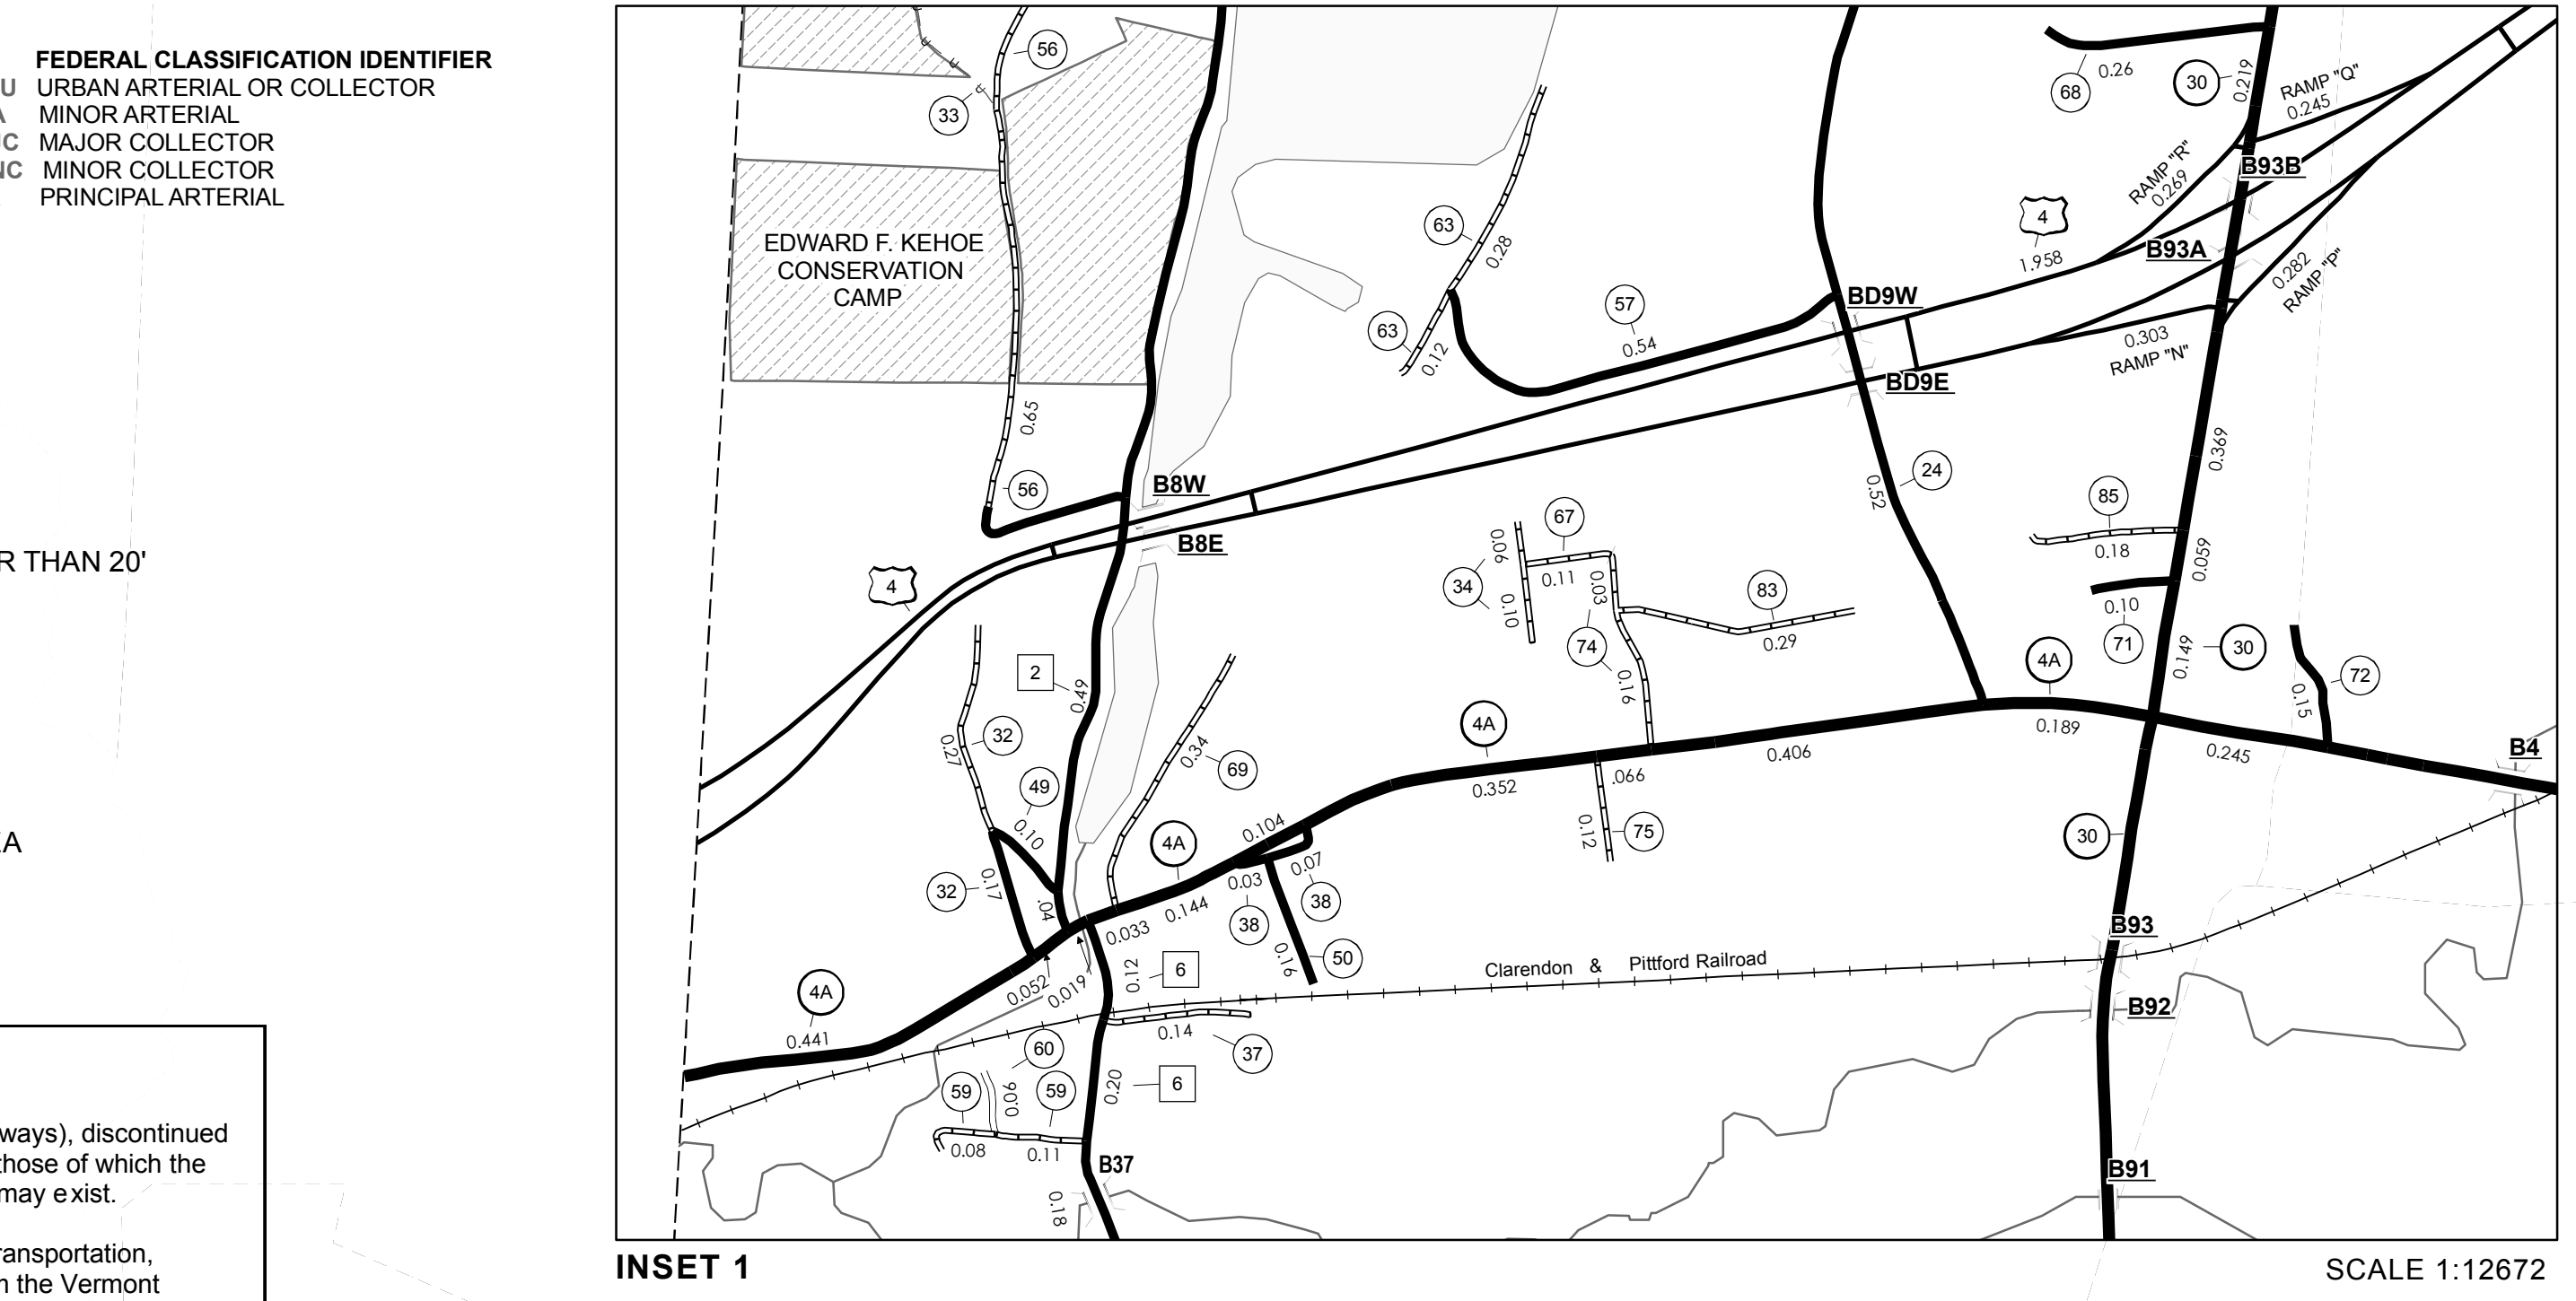 FEDERAL CLASSIFICATION IDENTIFIER
U URBAN ARTERIAL OR COLLECTOR
A MINOR ARTERIAL
JC MAJOR COLLECTOR
NC MINOR COLLECTOR
PRINCIPAL ARTERIAL
R THAN 20'
EA
ways), discontinued
those of which the
may exist.
ransportation,
n the Vermont
56
33
EDWARD F. KEHOE
CONSERVATION
CAMP
0.65
56
B8W
B8E
4
63
0.28
63
0.12
57
0.54
68
0.26
30
0.219
RAMP "Q"
0.245
RAMP "R"
0.269
B93B
4
1.958
B93A
0.282
RAMP "P"
BD9W
BD9E
0.303
RAMP "N"
0.369
24
0.52
85
0.18
0.059
0.10
71
0.149
30
67
0.06
0.11
34
0.10
0.03
74
0.16
83
0.29
4A
0.189
72
0.15
0.245
B4
2
0.49
32
0.27
49
0.10
32
0.17
.04
69
0.34
4A
0.104
0.144
0.033
4A
0.352
.066
0.406
75
0.12
0.03
38
0.07
38
50
0.16
30
B93
B92
B91
Clarendon & Pittford Railroad
4A
0.441
0.052
0.019
0.12
6
0.14
37
60
59
0.06
59
0.08
0.11
0.20
6
B37
0.18
INSET 1
SCALE 1:12672